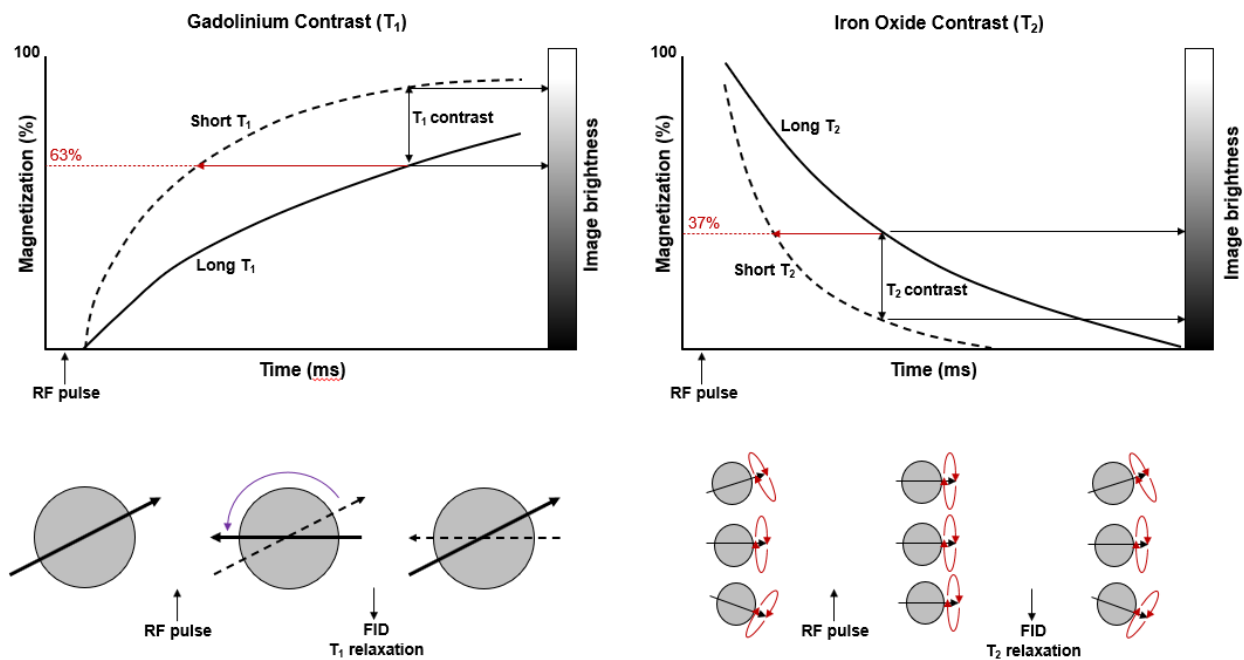 Gadolinium Contrast (T₁)
100
Magnetization (%)
63%
Short T₁
T₁ contrast
Long T₁
Image brightness
Time (ms)
RF pulse
Iron Oxide Contrast (T₂)
100
Magnetization (%)
37%
Long T₂
Short T₂
T₂ contrast
Image brightness
Time (ms)
RF pulse
RF pulse
FID
T₁ relaxation
RF pulse
FID
T₂ relaxation